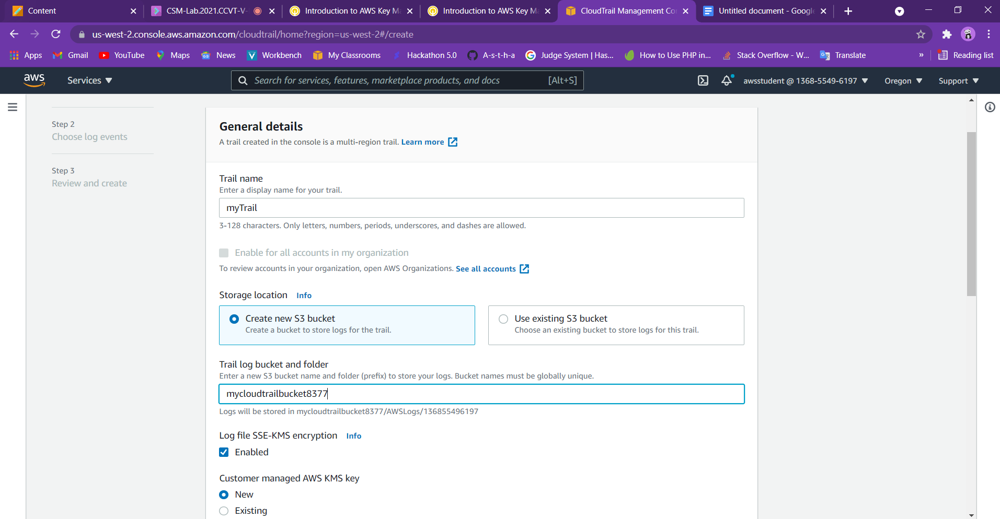 Content
CSM-Lab.2021.CCVT-V-
Introduction to AWS Key Ma
Introduction to AWS Key Ma
CloudTrail Management Co
Untitled document - Google
us-west-2.console.aws.amazon.com/cloudtrail/home?region=us-west-2#/create
Apps
Gmail
YouTube
Maps
News
Workbench
My Classrooms
Hackathon 5.0
A-s-t-h-a
Judge System | Has...
How to Use PHP in...
Stack Overflow - W...
Translate
»
Reading list
aws
Services
Search for services, features, marketplace products, and docs
[Alt+S]
awsstudent @ 1368-5549-6197
Oregon
Support
Step 2
Choose log events
Step 3
Review and create
General details
A trail created in the console is a multi-region trail. Learn more
Trail name
Enter a display name for your trail.
myTrail
3-128 characters. Only letters, numbers, periods, underscores, and dashes are allowed.
Enable for all accounts in my organization
To review accounts in your organization, open AWS Organizations. See all accounts
Storage location Info
Create new S3 bucket
Create a bucket to store logs for the trail.
Use existing S3 bucket
Choose an existing bucket to store logs for this trail.
Trail log bucket and folder
Enter a new S3 bucket name and folder (prefix) to store your logs. Bucket names must be globally unique.
mycloudtrailbucket8377
Logs will be stored in mycloudtrailbucket8377/AWSLogs/136855496197
Log file SSE-KMS encryption Info
Enabled
Customer managed AWS KMS key
New
Existing